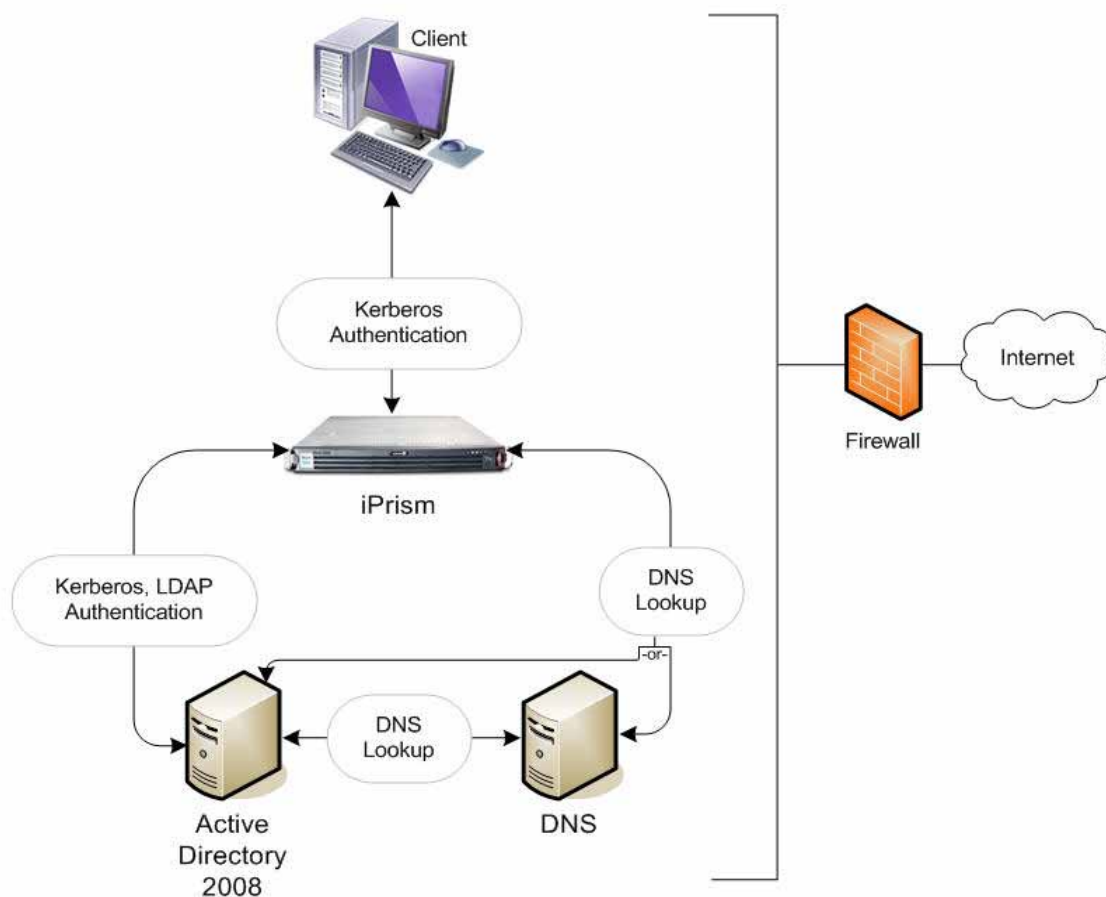 Client
Kerberos
Authentication
iPrism
Kerberos, LDAP
Authentication
DNS
Lookup
-or-
DNS
Lookup
Active
Directory
2008
DNS
Firewall
Internet